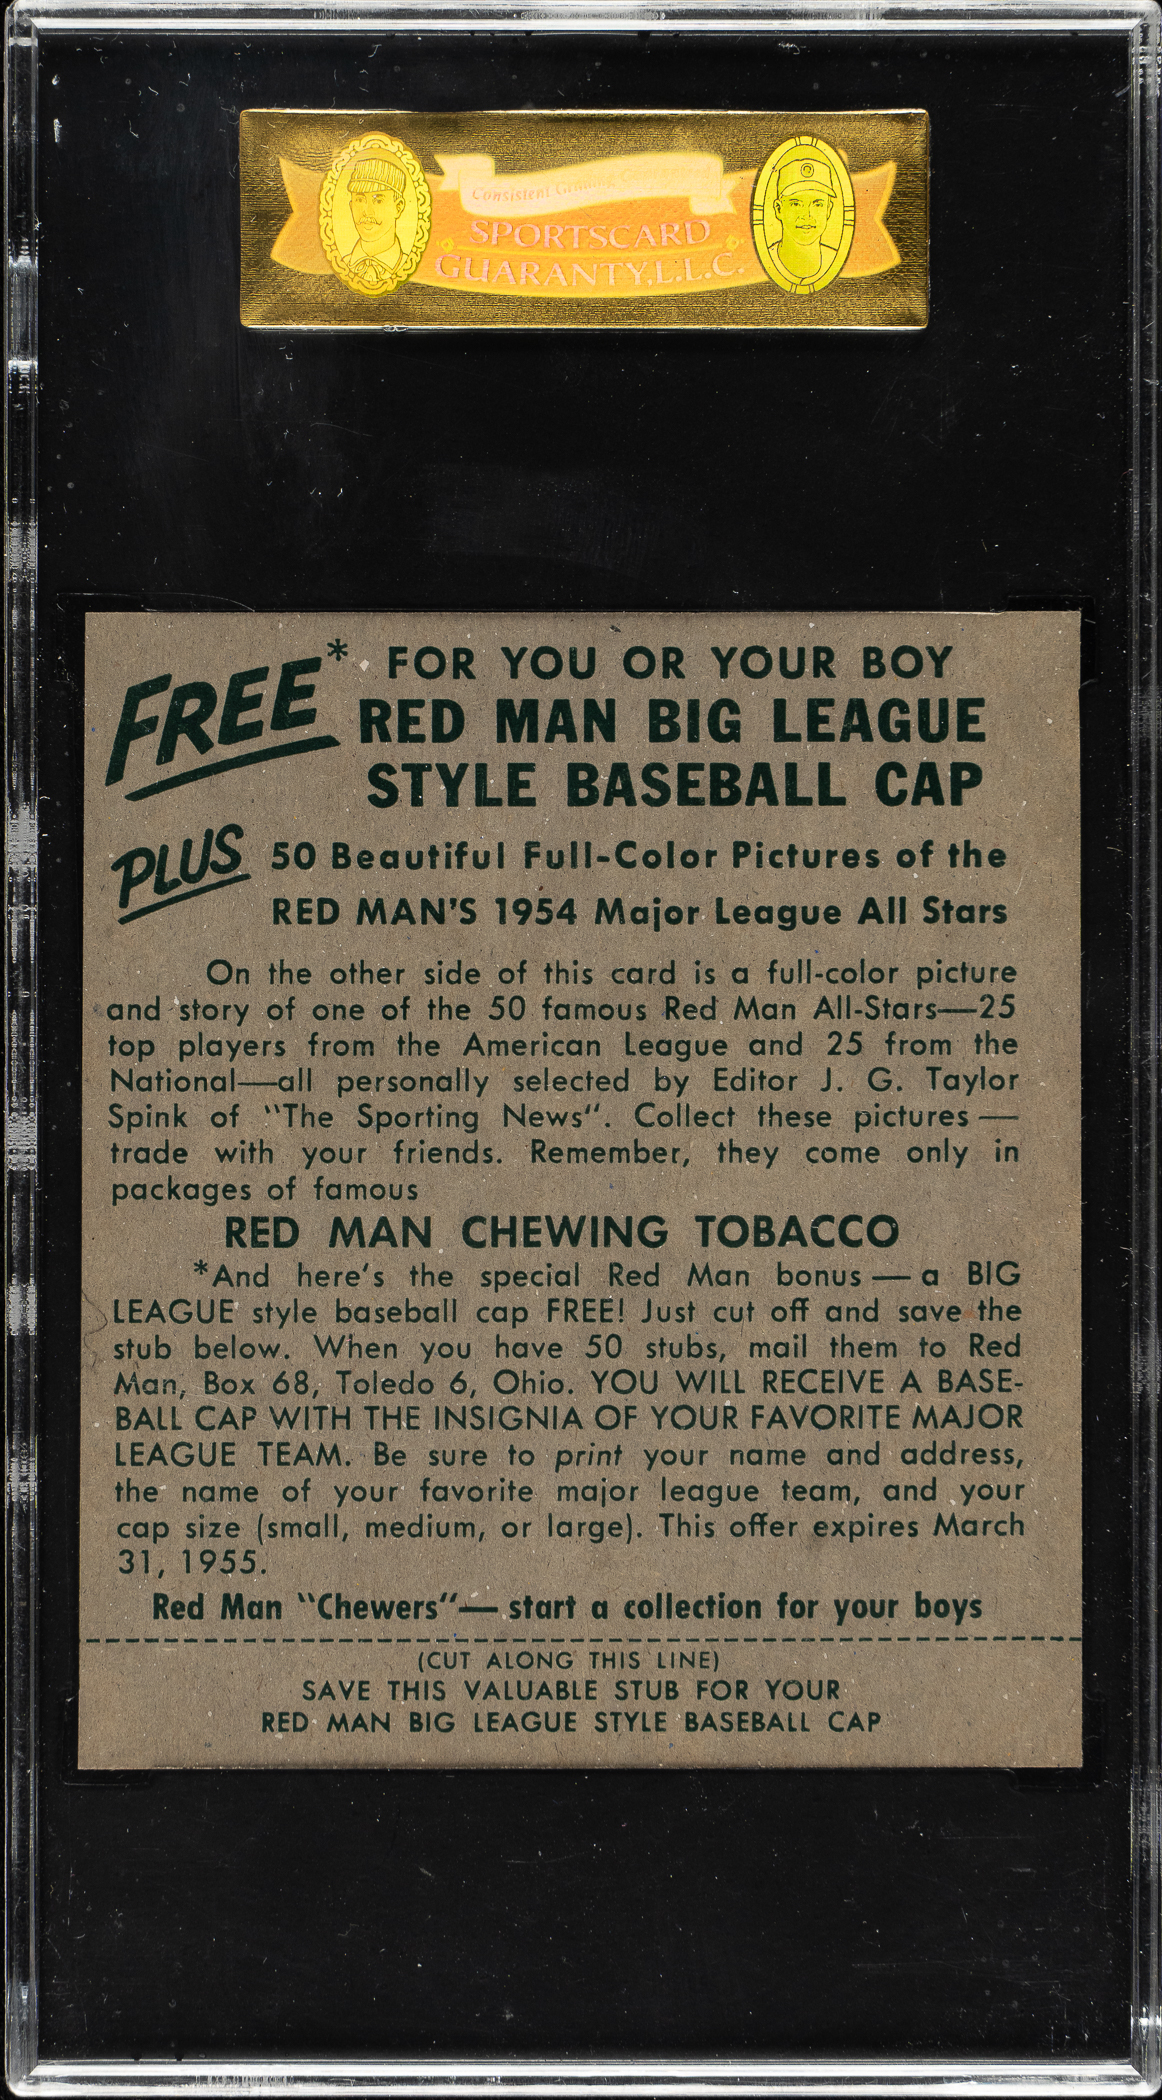 Consistent
SPORTSCARD
GUARANTY, L.L.C.
FREE* FOR YOU OR YOUR BOY
RED MAN BIG LEAGUE
STYLE BASEBALL CAP
PLUS 50 Beautiful Full-Color Pictures of the
RED MAN'S 1954 Major League All Stars
On the other side of this card is a full-color picture
and story of one of the 50 famous Red Man All-Stars—25
top players from the American League and 25 from the
National—all personally selected by Editor J. G. Taylor
Spink of "The Sporting News". Collect these pictures —
trade with your friends. Remember, they come only in
packages of famous
RED MAN CHEWING TOBACCO
*And here's the special Red Man bonus — a BIG
LEAGUE style baseball cap FREE! Just cut off and save the
stub below. When you have 50 stubs, mail them to Red
Man, Box 68, Toledo 6, Ohio. YOU WILL RECEIVE A BASE-
BALL CAP WITH THE INSIGNIA OF YOUR FAVORITE MAJOR
LEAGUE TEAM. Be sure to print your name and address,
the name of your favorite major league team, and your
cap size (small, medium, or large). This offer expires March
31, 1955.
Red Man "Chewers"— start a collection for your boys
(CUT ALONG THIS LINE)
SAVE THIS VALUABLE STUB FOR YOUR
RED MAN BIG LEAGUE STYLE BASEBALL CAP